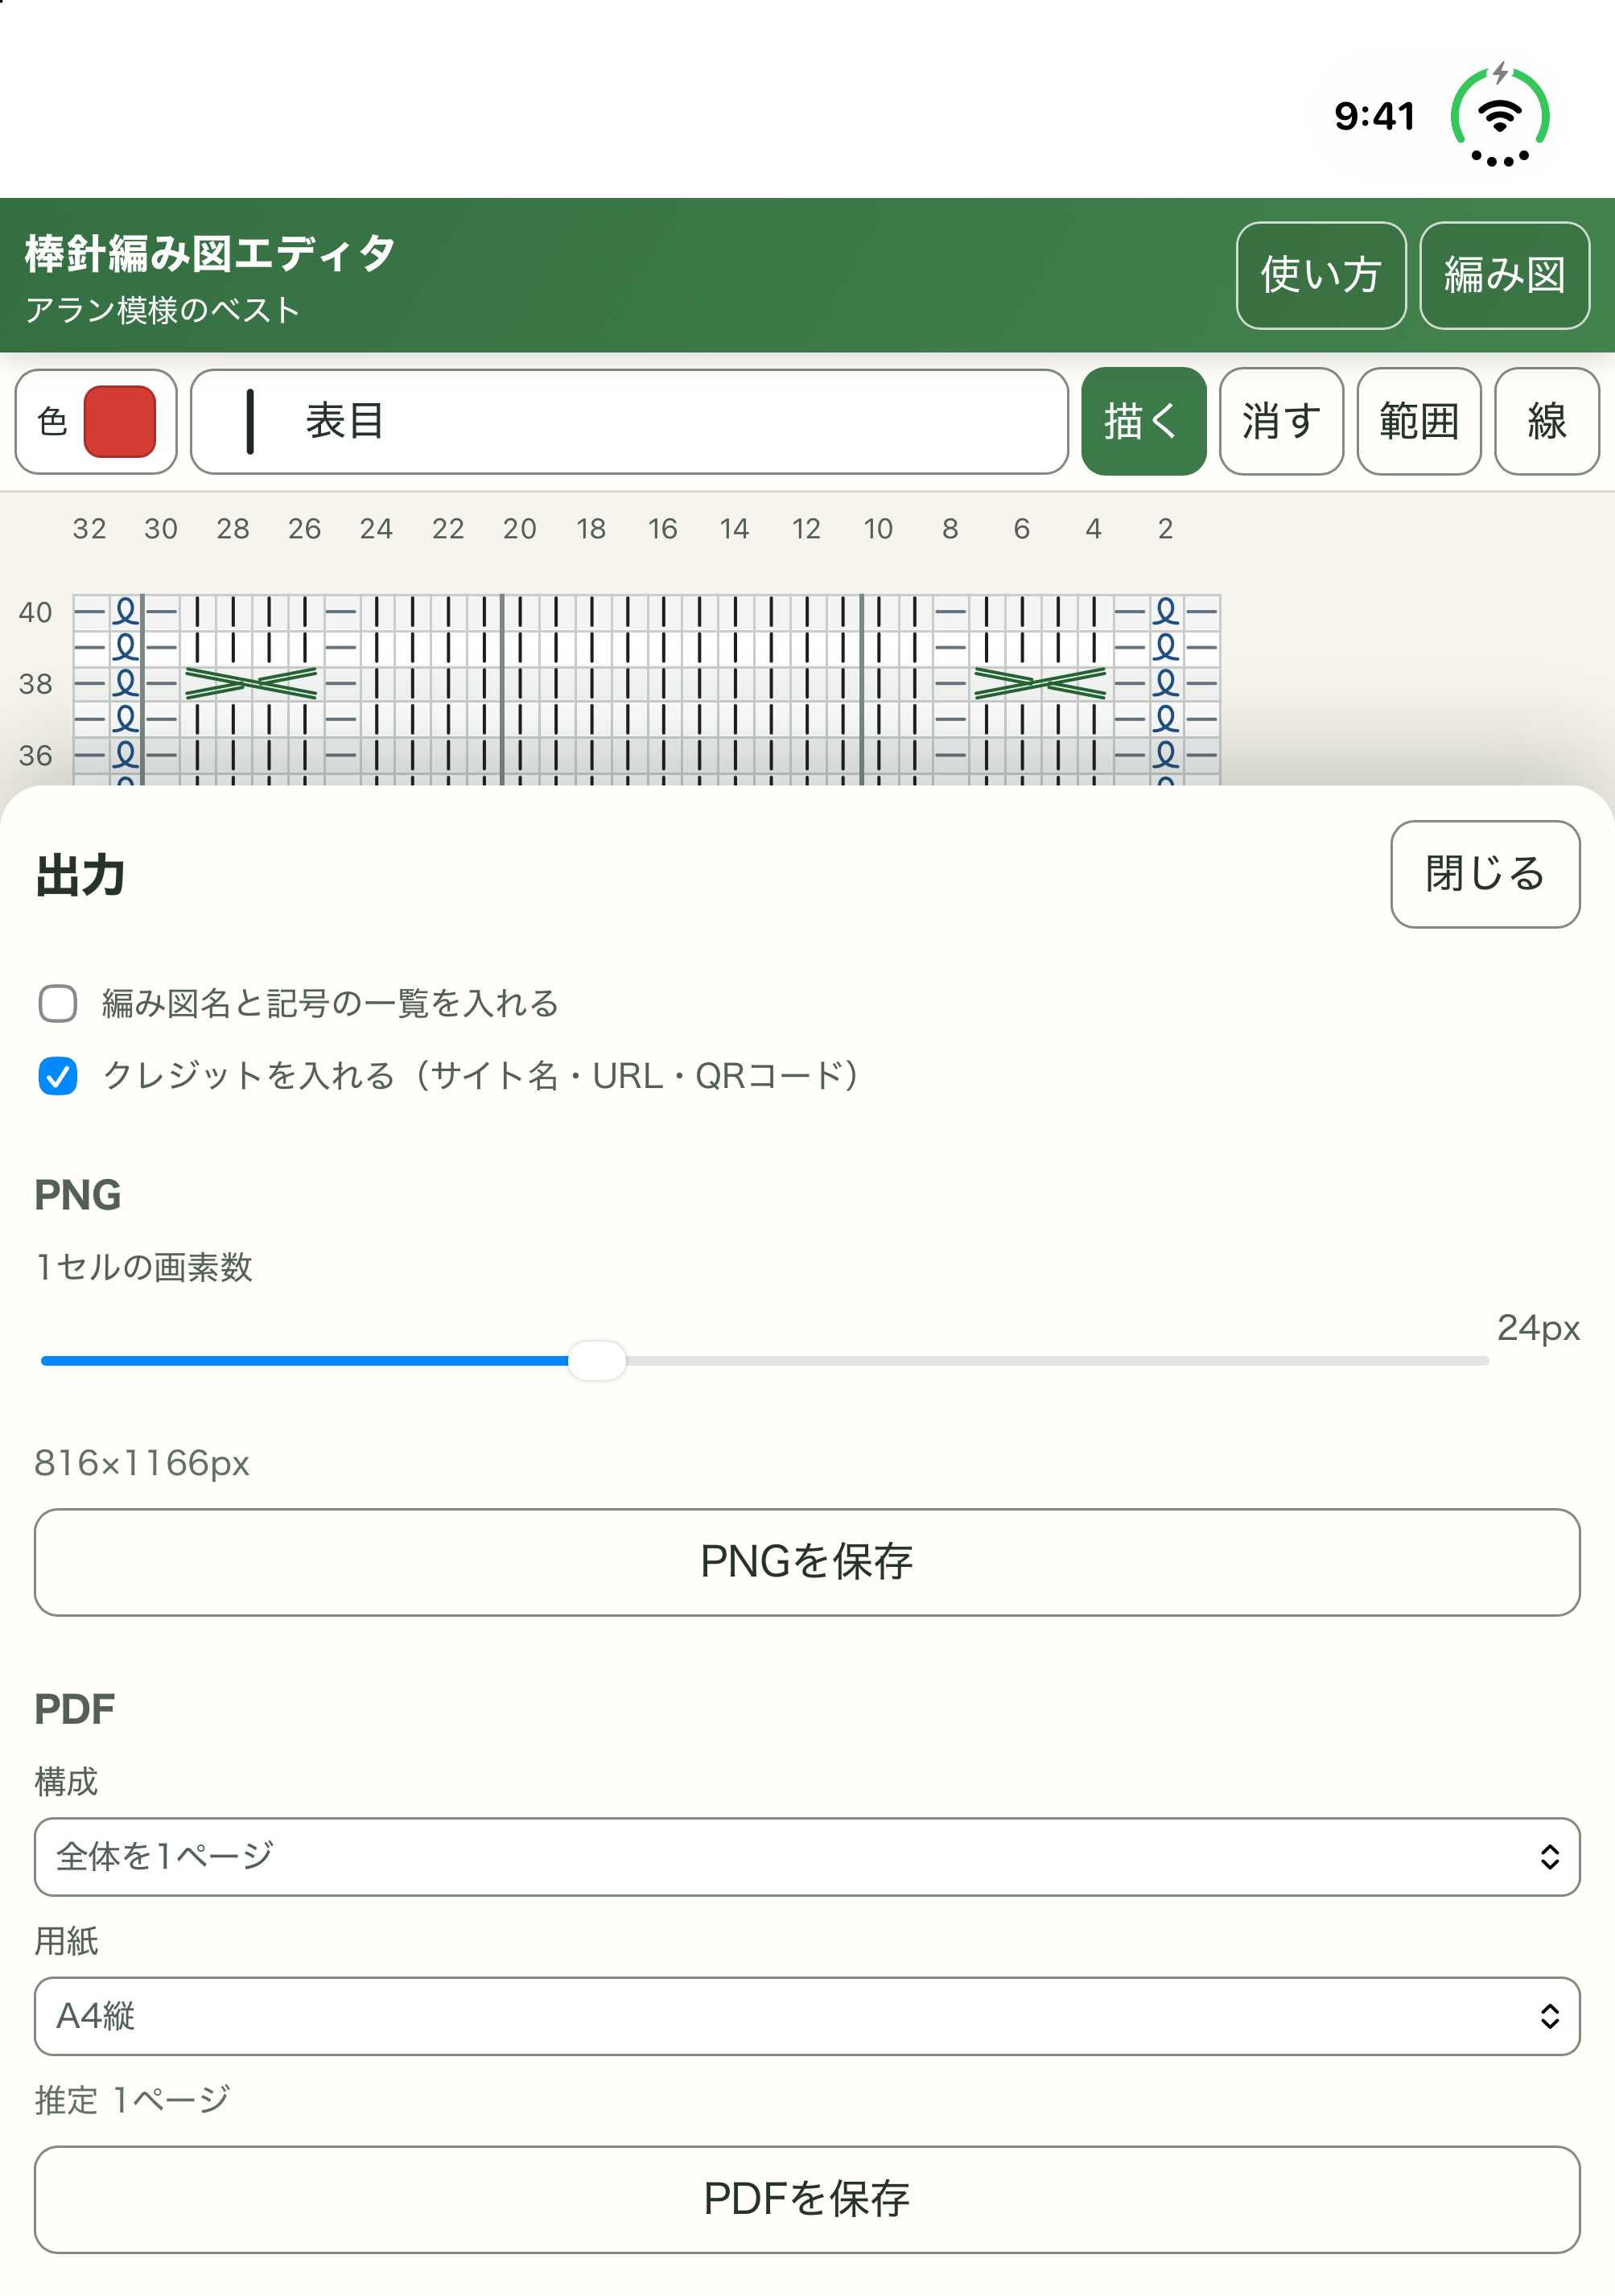 9:41
棒針編み図エディタ
アラン模様のベスト
使い方
編み図
色
表目
描く
消す
範囲
線
32 30 28 26 24 22 20 18 16 14 12 10 8 6 4 2
40
38
36
出力
閉じる
編み図名と記号の一覧を入れる
クレジットを入れる（サイト名・URL・QRコード）
PNG
1セルの画素数
24px
816×1166px
PNGを保存
PDF
構成
全体を1ページ
用紙
A4縦
推定 1ページ
PDFを保存